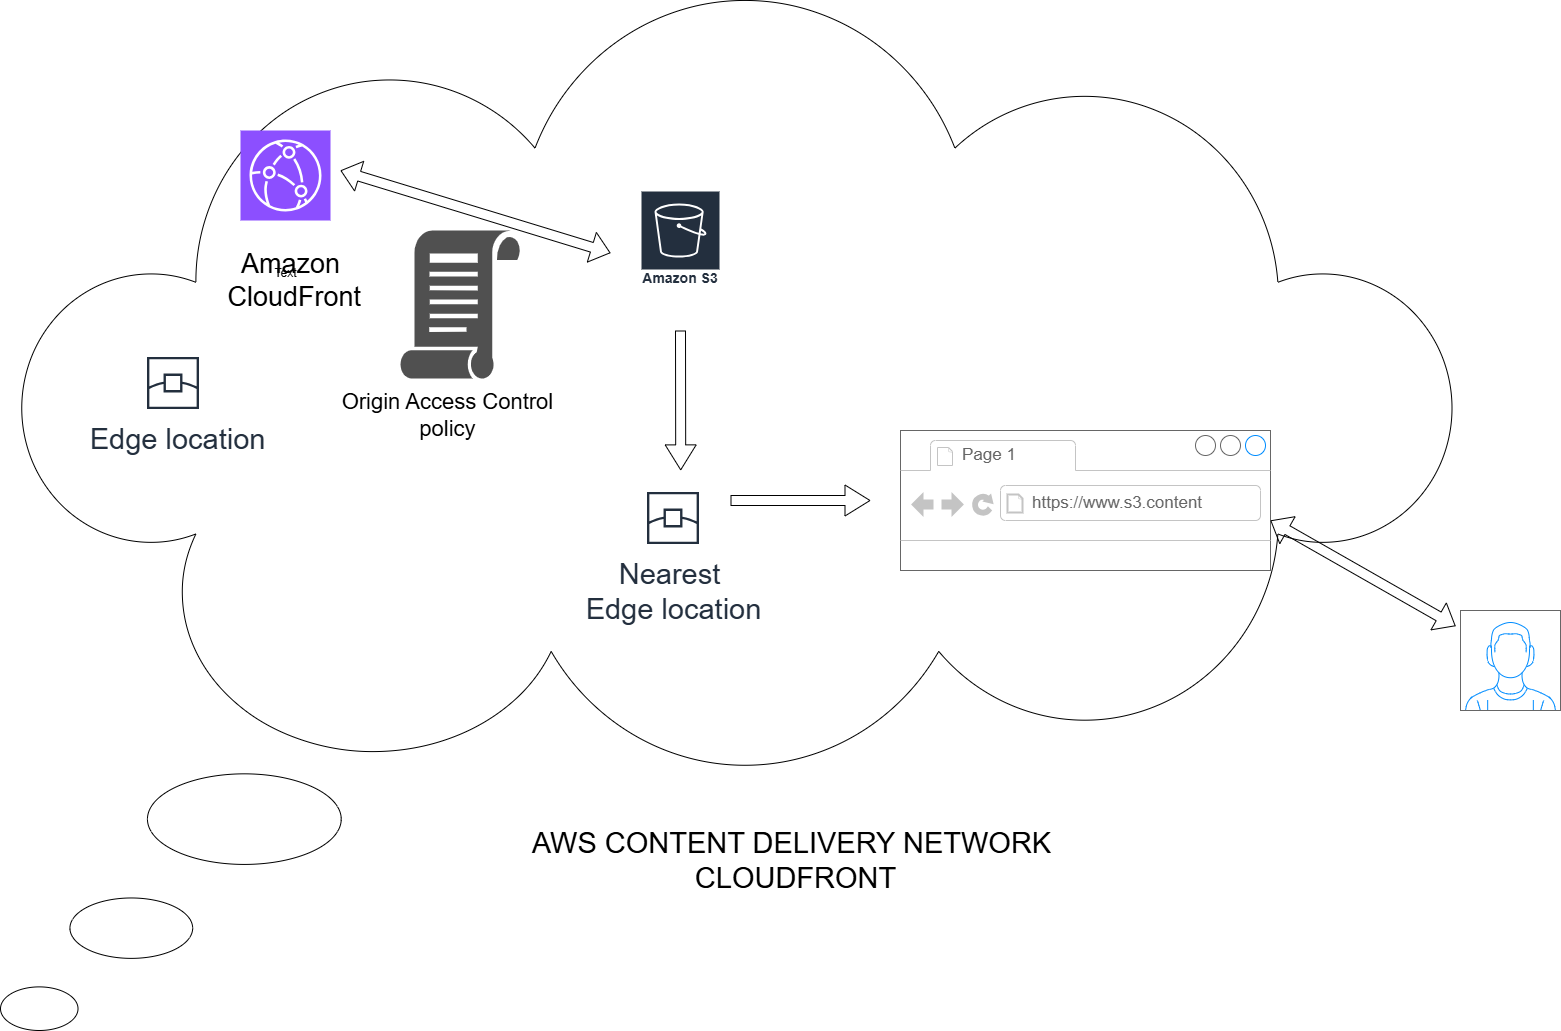 Amazon
Text
CloudFront
Amazon S3
Origin Access Control
policy
Edge location
Page 1
https://www.s3.content
Nearest
Edge location
AWS CONTENT DELIVERY NETWORK
CLOUDFRONT